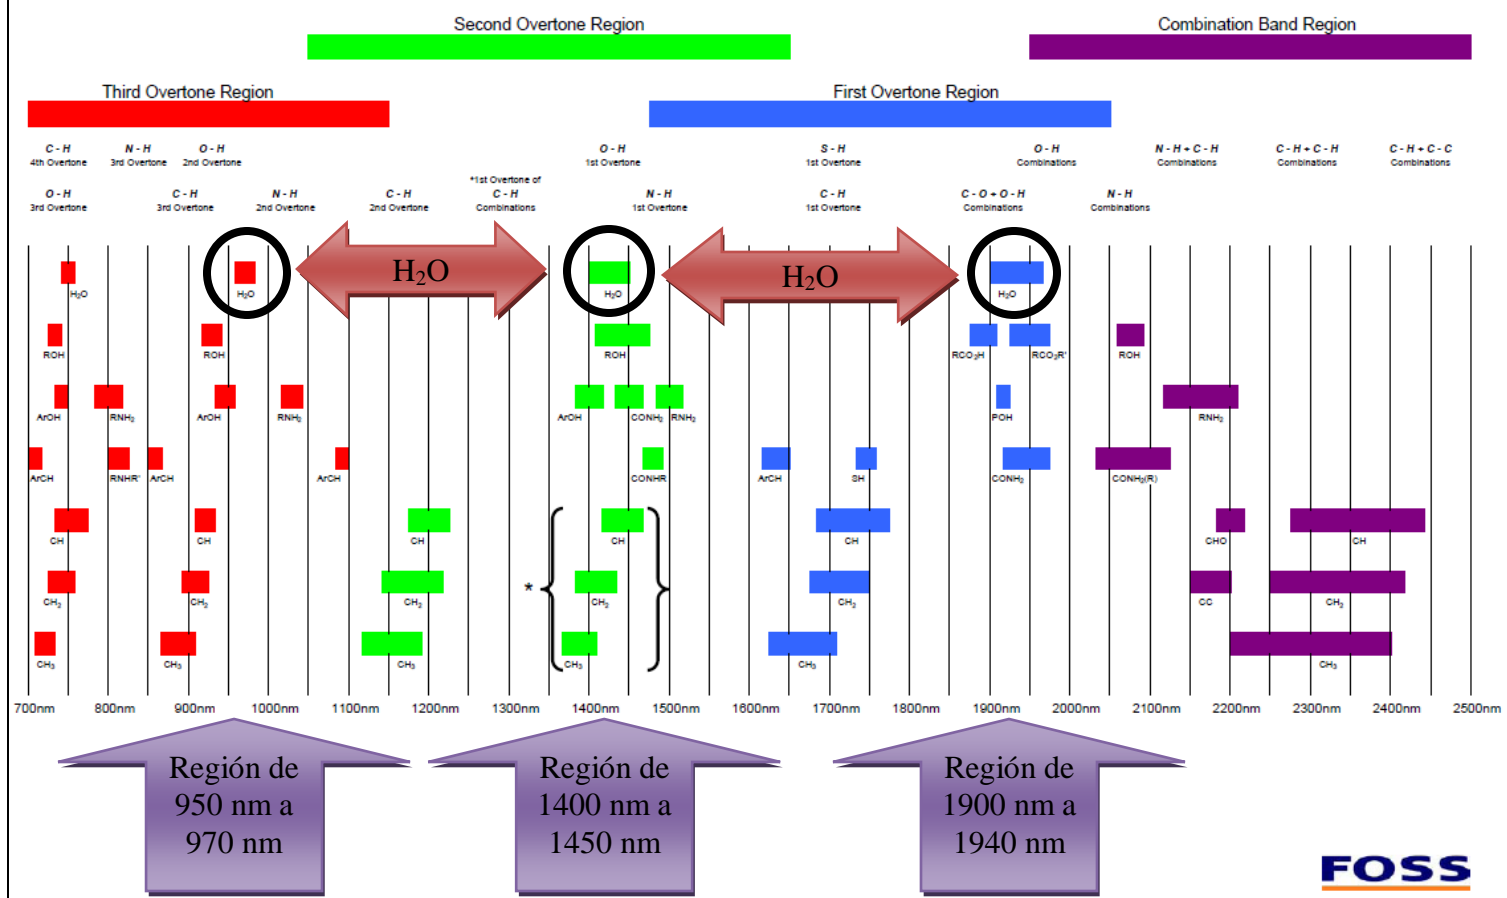 Second Overtone Region
Combination Band Region
Third Overtone Region
First Overtone Region
C - H
4th Overtone
N - H
3rd Overtone
O - H
2nd Overtone
O - H
1st Overtone
S - H
1st Overtone
O - H
Combinations
N - H + C - H
Combinations
C - H + C - H
Combinations
C - H + C - C
Combinations
O - H
3rd Overtone
C - H
3rd Overtone
N - H
2nd Overtone
C - H
2nd Overtone
*1st Overtone of
C - H
Combinations
N - H
1st Overtone
C - H
1st Overtone
C - O + O - H
Combinations
N - H
Combinations
H₂O
H₂O
H₂O
H₂O
H₂O
H₂O
ROH
ROH
ROH
RCO₂H
RCO₂R'
ROH
ArOH
RNH₂
ArOH
RNH₂
ArOH
CONH₂
RNH₂
POH
RNH₂
ArCH
RNHR'
ArCH
ArCH
CONHR
ArCH
SH
CONH₂
CONH₂(R)
CH
CH
CH
CH
CH
CHO
CH
CH₂
CH₂
CH₂
*
CH₂
CH₂
CC
CH₂
CH₃
CH₃
CH₃
CH₃
CH₃
CH₃
700nm 800nm 900nm 1000nm 1100nm 1200nm 1300nm 1400nm 1500nm 1600nm 1700nm 1800nm 1900nm 2000nm 2100nm 2200nm 2300nm 2400nm 2500nm
Región de
950 nm a
970 nm
Región de
1400 nm a
1450 nm
Región de
1900 nm a
1940 nm
FOSS